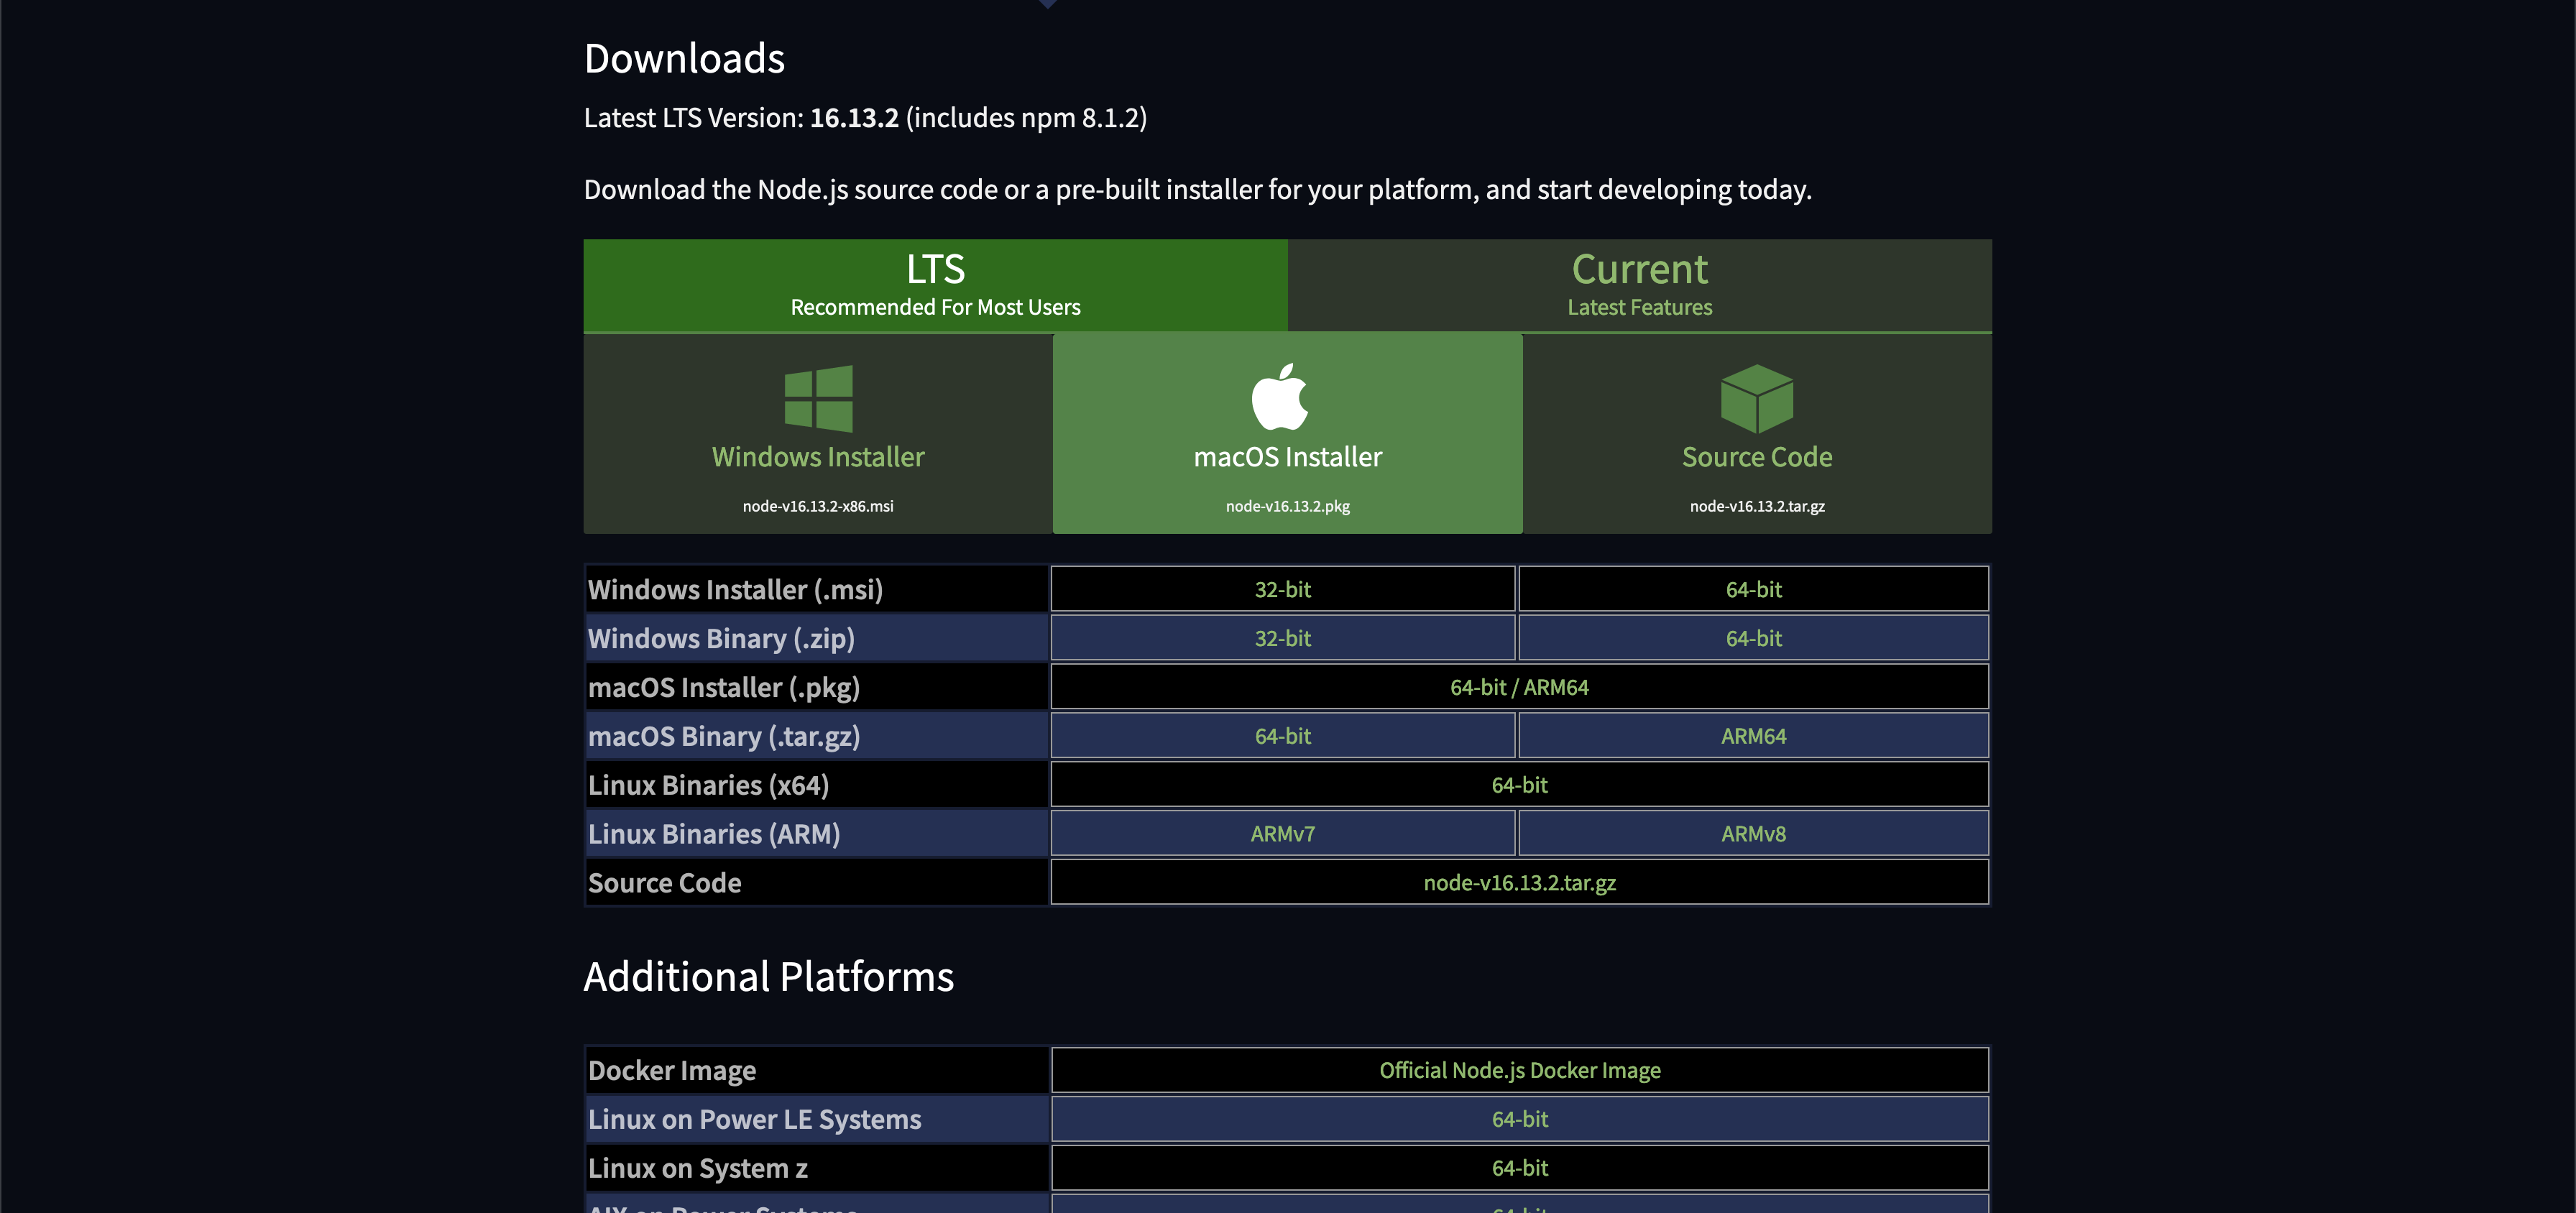 Downloads
Latest LTS Version: 16.13.2 (includes npm 8.1.2)
Download the Node.js source code or a pre-built installer for your platform, and start developing today.
LTS
Recommended For Most Users
Current
Latest Features
Windows Installer
node-v16.13.2-x86.msi
macOS Installer
node-v16.13.2.pkg
Source Code
node-v16.13.2.tar.gz
Windows Installer (.msi) 32-bit 64-bit
Windows Binary (.zip) 32-bit 64-bit
macOS Installer (.pkg) 64-bit / ARM64
macOS Binary (.tar.gz) 64-bit ARM64
Linux Binaries (x64) 64-bit
Linux Binaries (ARM) ARMv7 ARMv8
Source Code node-v16.13.2.tar.gz
Additional Platforms
Docker Image Official Node.js Docker Image
Linux on Power LE Systems 64-bit
Linux on System z 64-bit
AIX on Power Systems 64-bit